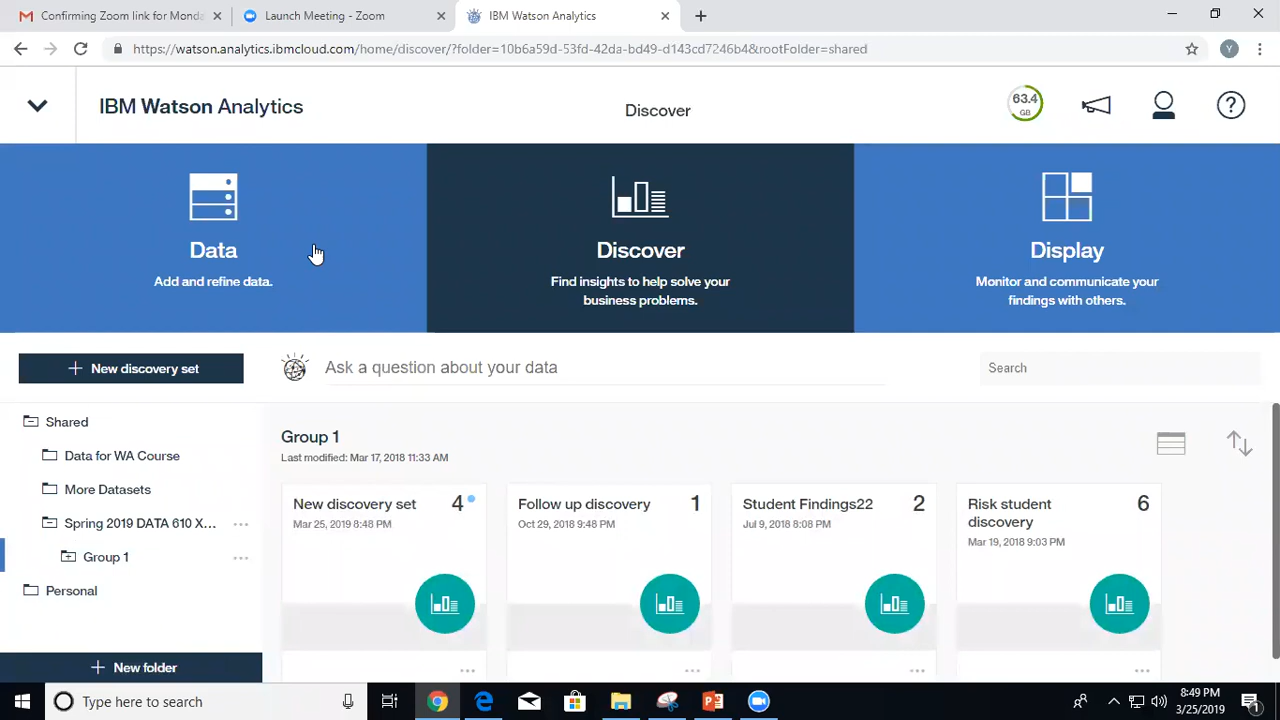 Confirming Zoom link for Monda
Launch Meeting - Zoom
IBM Watson Analytics
https://watson.analytics.ibmcloud.com/home/discover/?folder=10b6a59d-53fd-42da-bd49-d143cd7246b4&rootFolder=shared
Y
IBM Watson Analytics
Discover
63.4
GB
Data
Add and refine data.
Discover
Find insights to help solve your
business problems.
Display
Monitor and communicate your
findings with others.
New discovery set
Ask a question about your data
Search
Shared
Data for WA Course
More Datasets
Spring 2019 DATA 610 X...
Group 1
Personal
New folder
Group 1
Last modified: Mar 17, 2018 11:33 AM
New discovery set 4
Mar 25, 2019 8:48 PM
Follow up discovery 1
Oct 29, 2018 9:48 PM
Student Findings22 2
Jul 9, 2018 8:08 PM
Risk student
discovery 6
Mar 19, 2018 9:03 PM
Type here to search
8:49 PM
3/25/2019
1